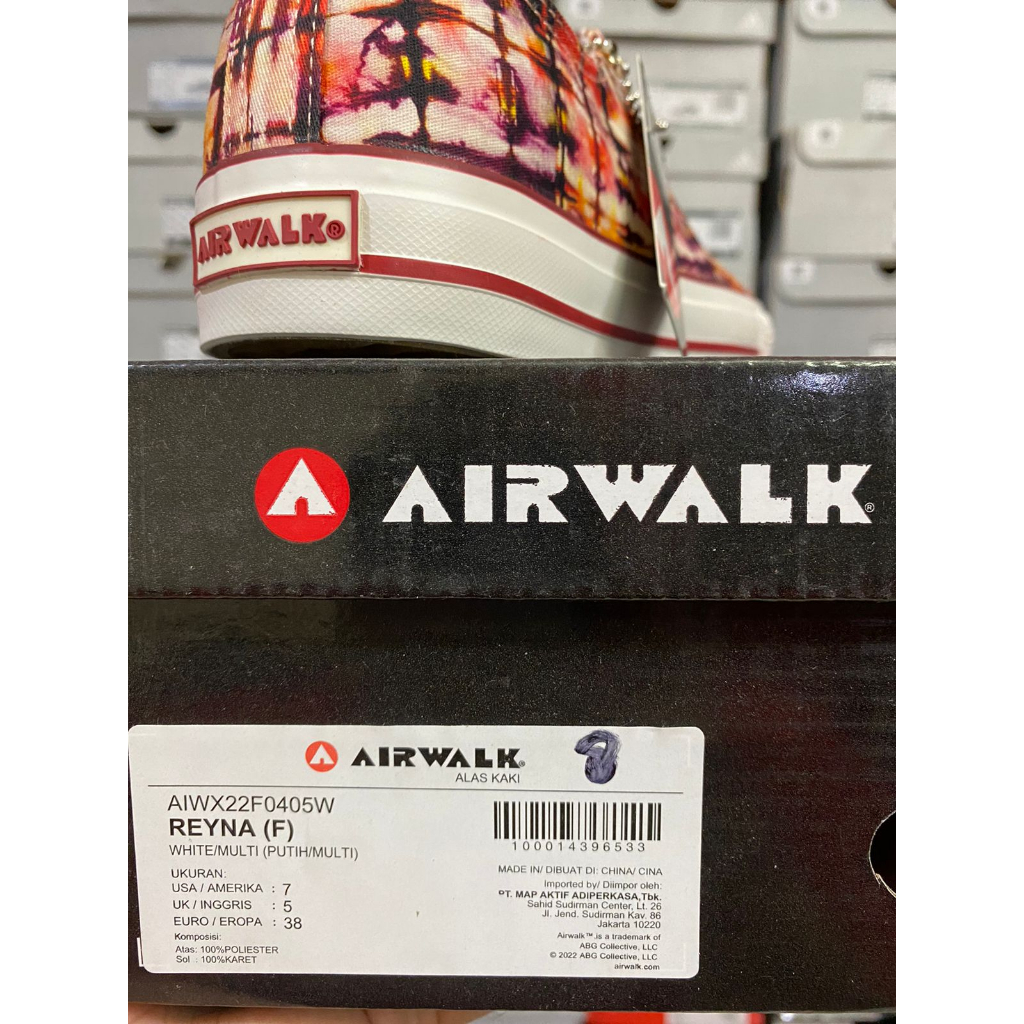 AIRWALK®
AIRWALK®
AIRWALK®
ALAS KAKI
AIWX22F0405W
REYNA (F)
WHITE/MULTI (PUTIH/MULTI)
UKURAN:
USA / AMERIKA : 7
UK / INGGRIS : 5
EURO / EROPA : 38
Komposisi:
Atas: 100%POLIESTER
Sol : 100%KARET
100014396533
MADE IN/ DIBUAT DI: CHINA/ CINA
Imported by/ Diimpor oleh:
PT. MAP AKTIF ADIPERKASA,Tbk.
Sahid Sudirman Center, Lt. 26
Jl. Jend. Sudirman Kav. 86
Jakarta 10220
Airwalk™ is a trademark of
ABG Collective, LLC
© 2022 ABG Collective, LLC
airwalk.com